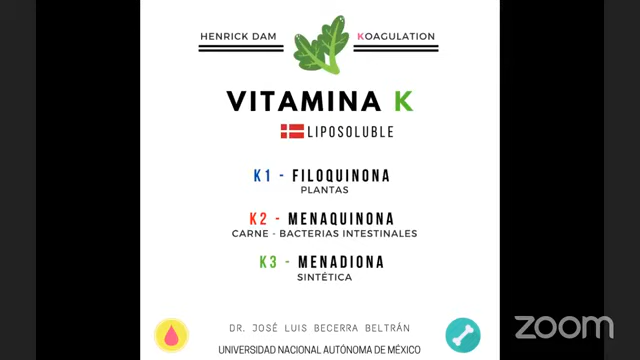 HENRICK DAM
KOAGULATION
VITAMINA K
LIPOSOLUBLE
K1 - FILOQUINONA
PLANTAS
K2 - MENAQUINONA
CARNE - BACTERIAS INTESTINALES
K3 - MENADIONA
SINTÉTICA
DR. JOSÉ LUIS BECERRA BELTRÁN
UNIVERSIDAD NACIONAL AUTÓNOMA DE MÉXICO
zoom